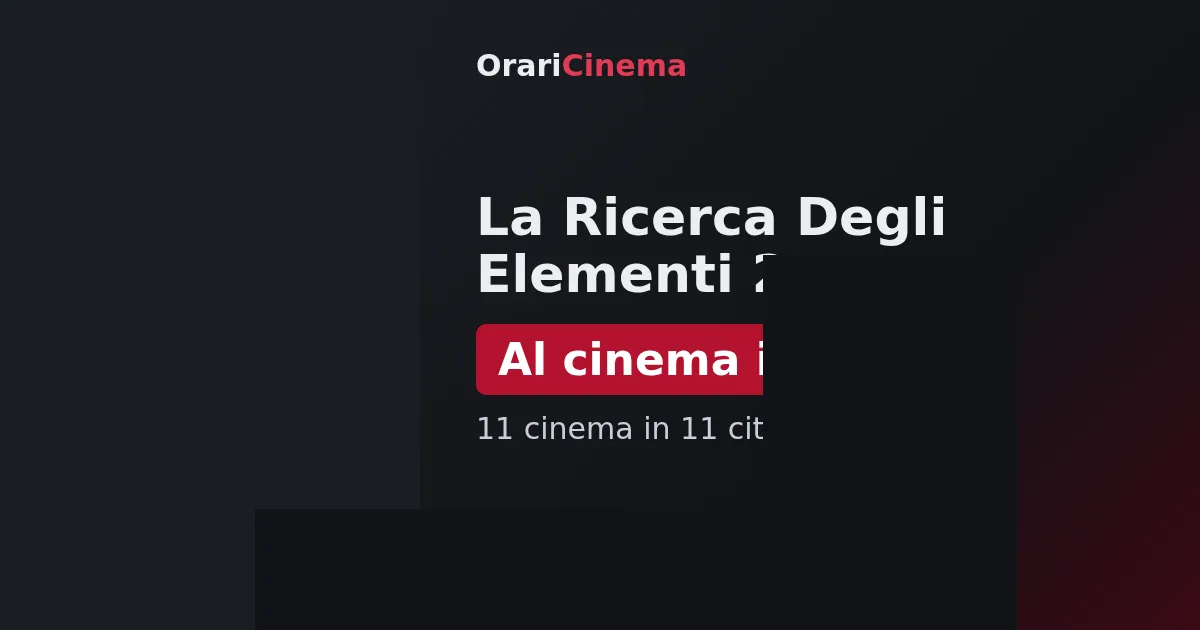 OrariCinema
La Ricerca Degli
Elementi
Al cinema
11 cinema in 11